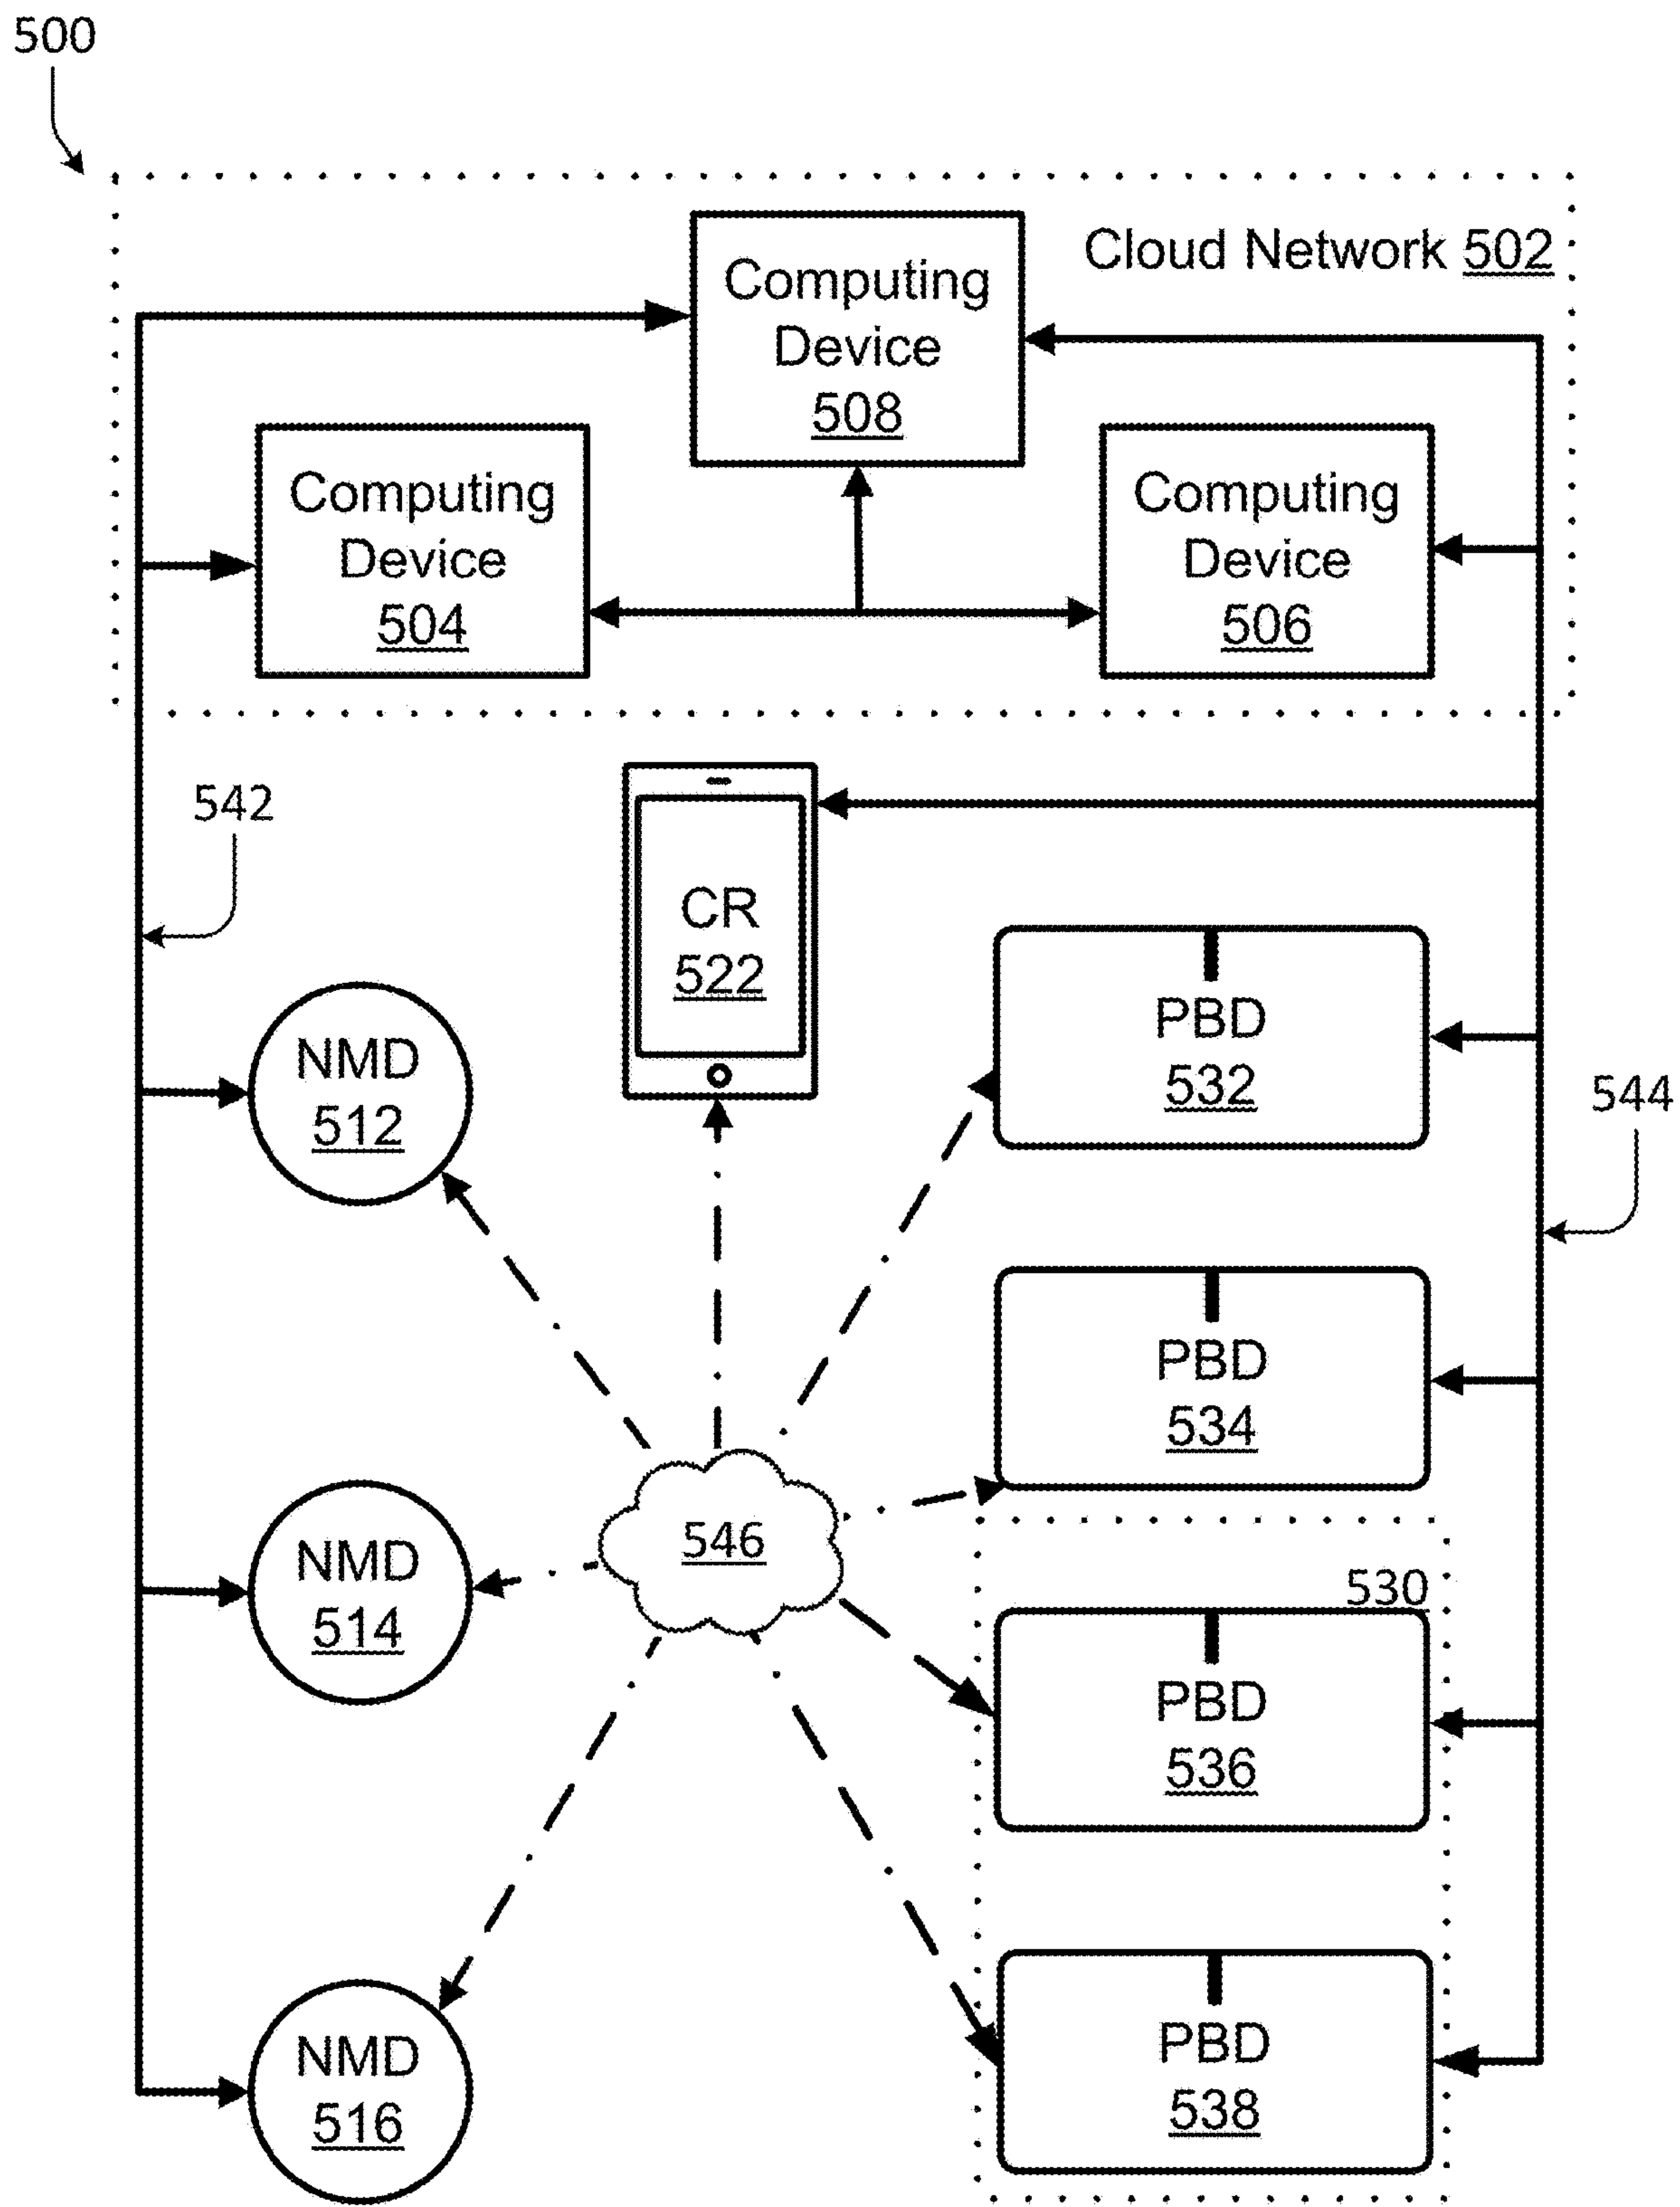 500
Cloud Network 502
Computing
Device
508
Computing
Device
504
Computing
Device
506
542
CR
522
NMD
512
PBD
532
544
PBD
534
546
NMD
514
530
PBD
536
NMD
516
PBD
538